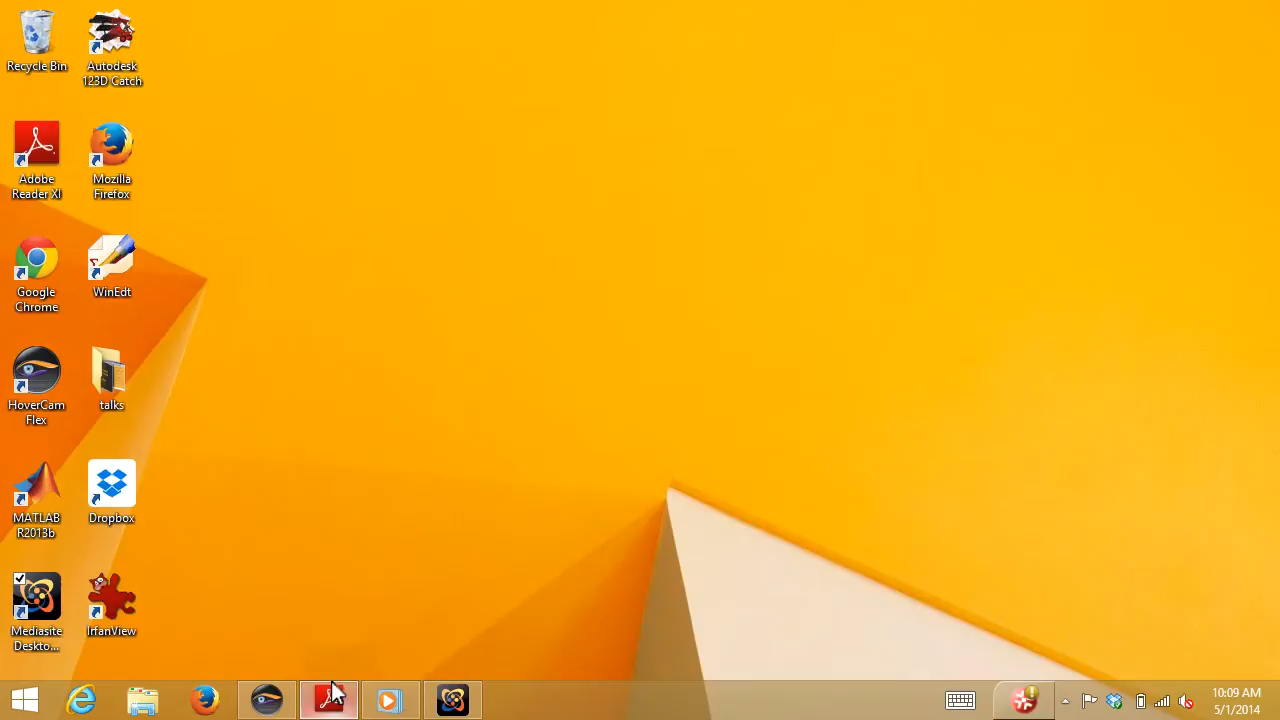 Recycle Bin
Autodesk
123D Catch
Adobe
Reader XI
Mozilla
Firefox
Google
Chrome
WinEdt
HoverCam
Flex
talks
MATLAB
R2013b
Dropbox
Mediasite
Deskto...
IrfanView
10:09 AM
5/1/2014